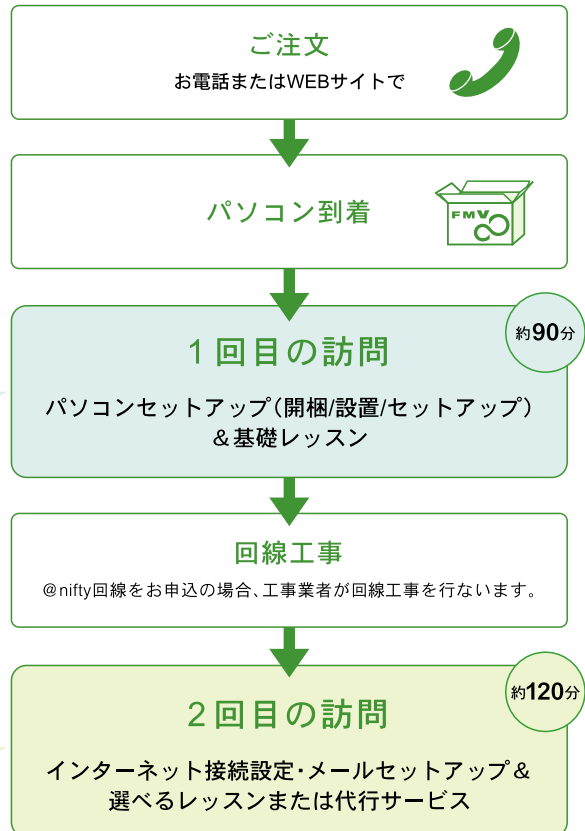 ご注文
お電話またはWEBサイトで
パソコン到着
FMV
1回目の訪問
約90分
パソコンセットアップ（開梱/設置/セットアップ）
＆基礎レッスン
回線工事
@nifty回線をお申込の場合、工事業者が回線工事を行ないます。
2回目の訪問
約120分
インターネット接続設定・メールセットアップ＆
選べるレッスンまたは代行サービス